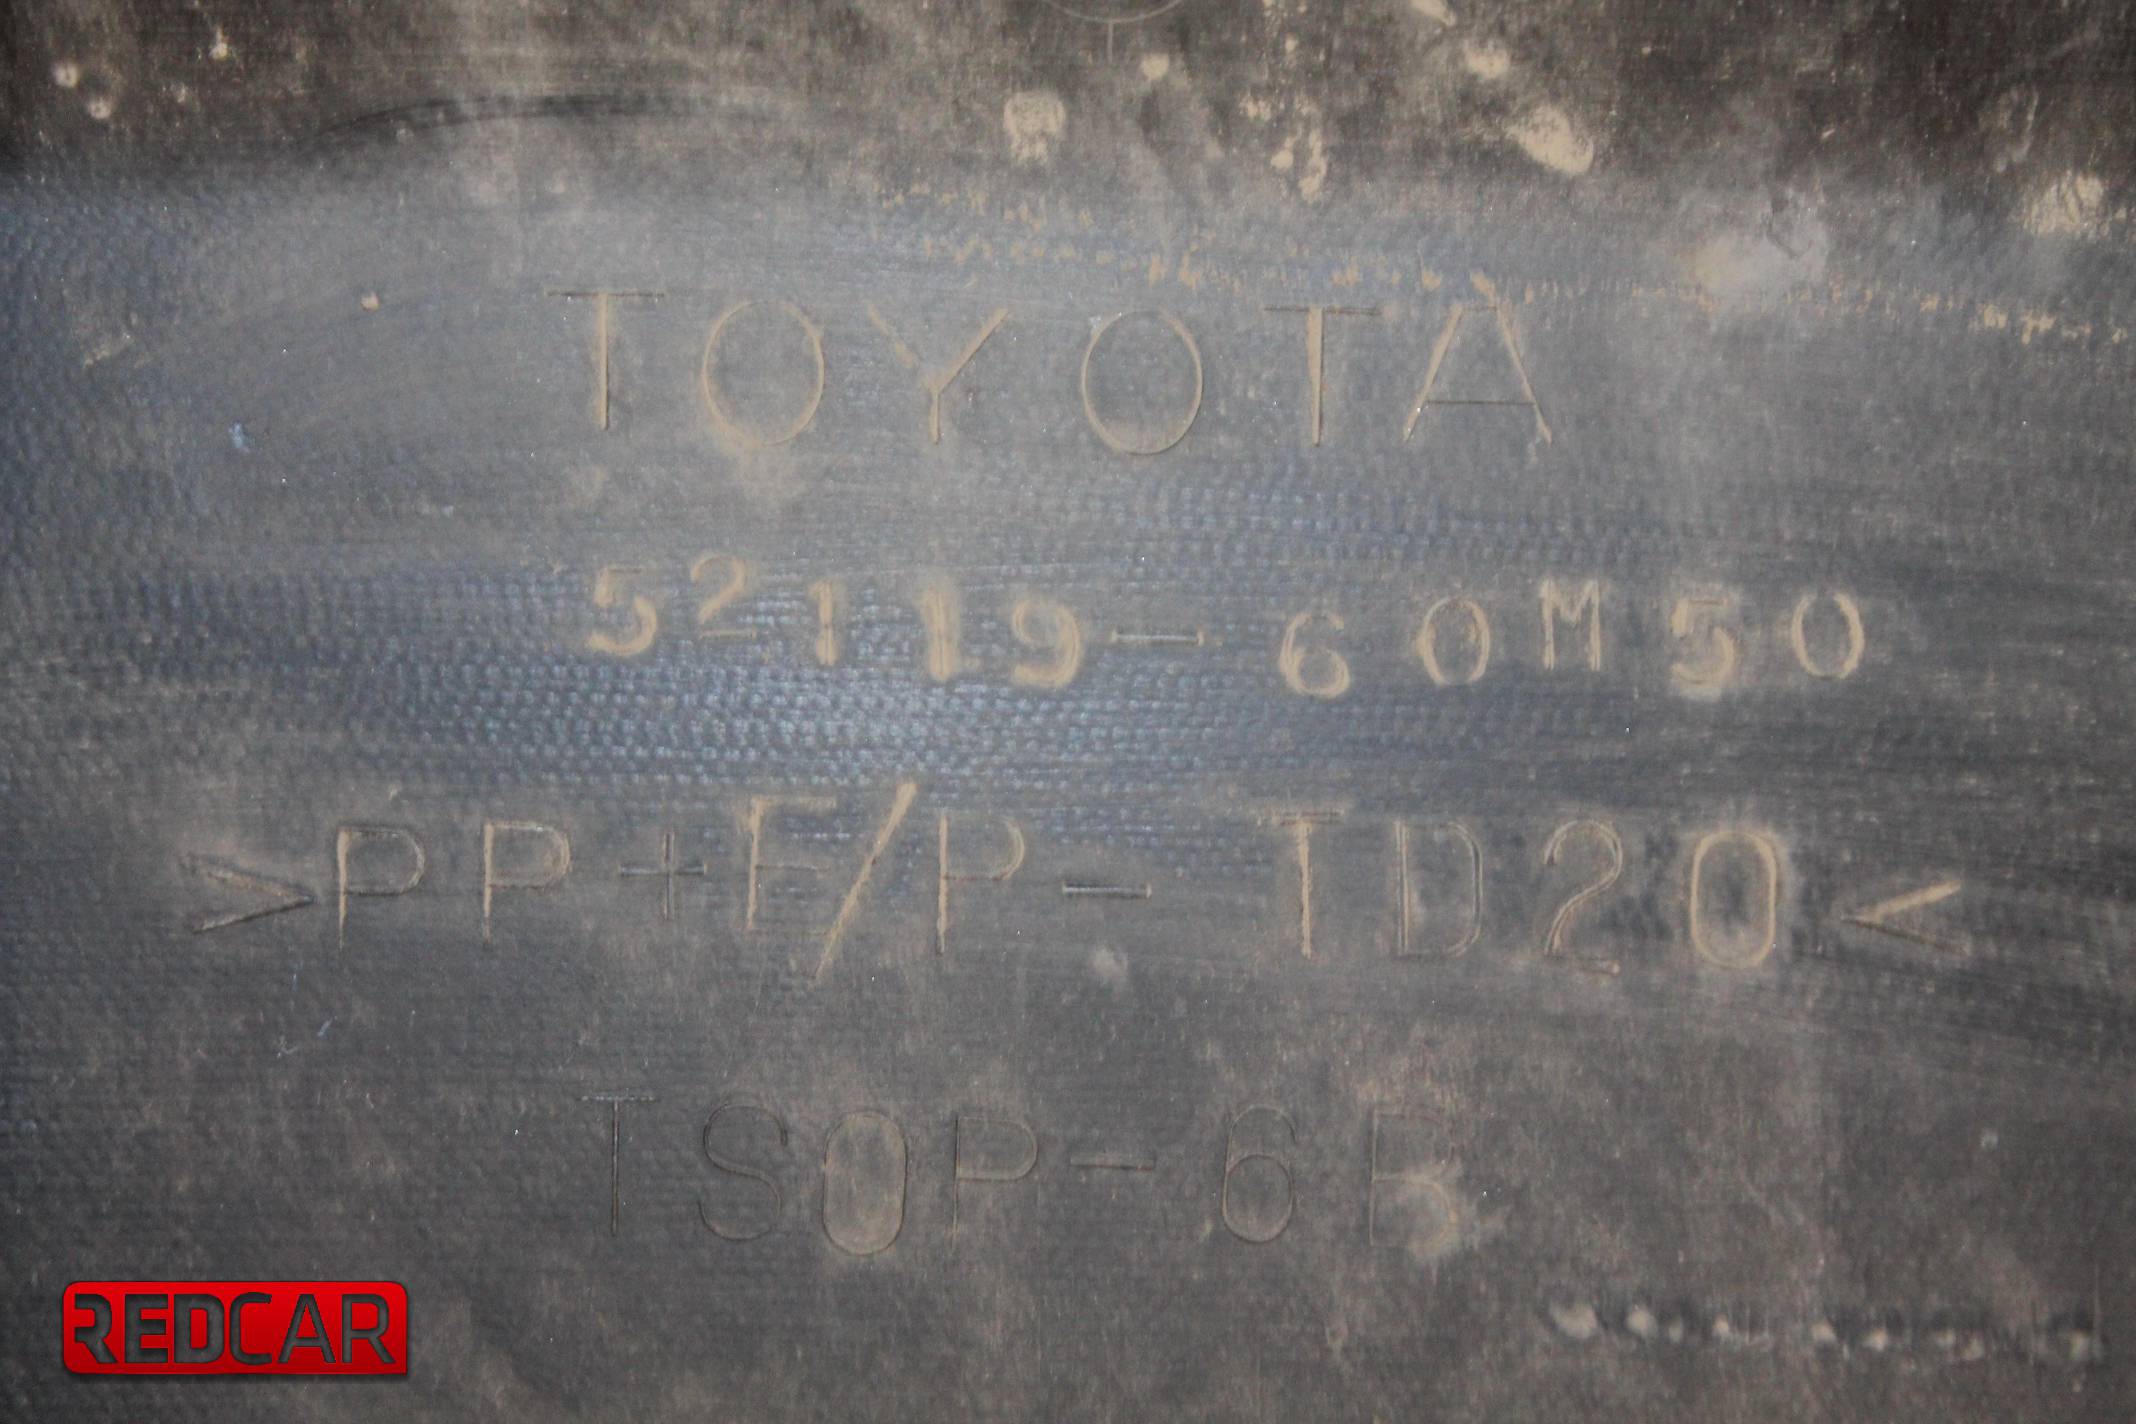 TOYOTA
52119-60M50
>PP+E/P-TD20<
TSOP-6B
REDCAR